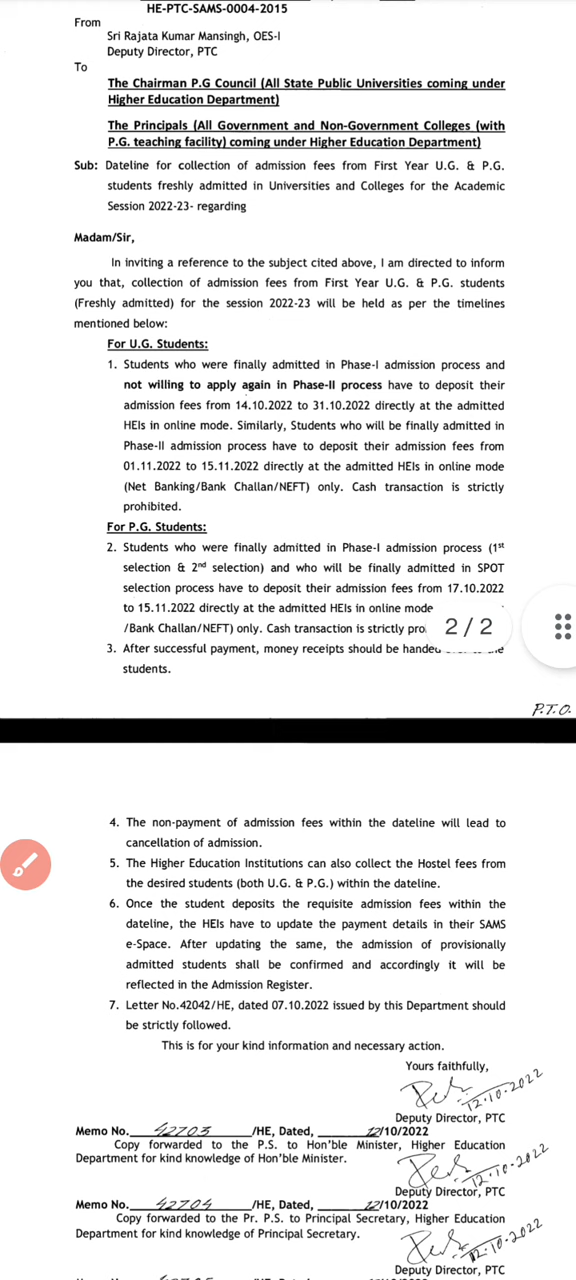 HE-PTC-SAMS-0004-2015
From
Sri Rajata Kumar Mansingh, OES-I
Deputy Director, PTC
To
The Chairman P.G Council (All State Public Universities coming under
Higher Education Department)
The Principals (All Government and Non-Government Colleges (with
P.G. teaching facility) coming under Higher Education Department)
Sub: Dateline for collection of admission fees from First Year U.G. & P.G.
students freshly admitted in Universities and Colleges for the Academic
Session 2022-23- regarding
Madam/Sir,
In inviting a reference to the subject cited above, I am directed to inform
you that, collection of admission fees from First Year U.G. & P.G. students
(Freshly admitted) for the session 2022-23 will be held as per the timelines
mentioned below:
For U.G. Students:
1. Students who were finally admitted in Phase-I admission process and
not willing to apply again in Phase-II process have to deposit their
admission fees from 14.10.2022 to 31.10.2022 directly at the admitted
HEIs in online mode. Similarly, Students who will be finally admitted in
Phase-II admission process have to deposit their admission fees from
01.11.2022 to 15.11.2022 directly at the admitted HEIs in online mode
(Net Banking/Bank Challan/NEFT) only. Cash transaction is strictly
prohibited.
For P.G. Students:
2. Students who were finally admitted in Phase-I admission process (1st
selection & 2nd selection) and who will be finally admitted in SPOT
selection process have to deposit their admission fees from 17.10.2022
to 15.11.2022 directly at the admitted HEIs in online mode
/Bank Challan/NEFT) only. Cash transaction is strictly pro
2/2
3. After successful payment, money receipts should be handed
students.
P.T.O.
4. The non-payment of admission fees within the dateline will lead to
cancellation of admission.
5. The Higher Education Institutions can also collect the Hostel fees from
the desired students (both U.G. & P.G.) within the dateline.
6. Once the student deposits the requisite admission fees within the
dateline, the HEIs have to update the payment details in their SAMS
e-Space. After updating the same, the admission of provisionally
admitted students shall be confirmed and accordingly it will be
reflected in the Admission Register.
7. Letter No.42042/HE, dated 07.10.2022 issued by this Department should
be strictly followed.
This is for your kind information and necessary action.
Yours faithfully,
12.10.2022
Deputy Director, PTC
Memo No. 42703 /HE, Dated, 12/10/2022
Copy forwarded to the P.S. to Hon'ble Minister, Higher Education
Department for kind knowledge of Hon'ble Minister.
12.10.2022
Deputy Director, PTC
Memo No. 42704 /HE, Dated, 12/10/2022
Copy forwarded to the Pr. P.S. to Principal Secretary, Higher Education
Department for kind knowledge of Principal Secretary.
12.10.2022
Deputy Director, PTC